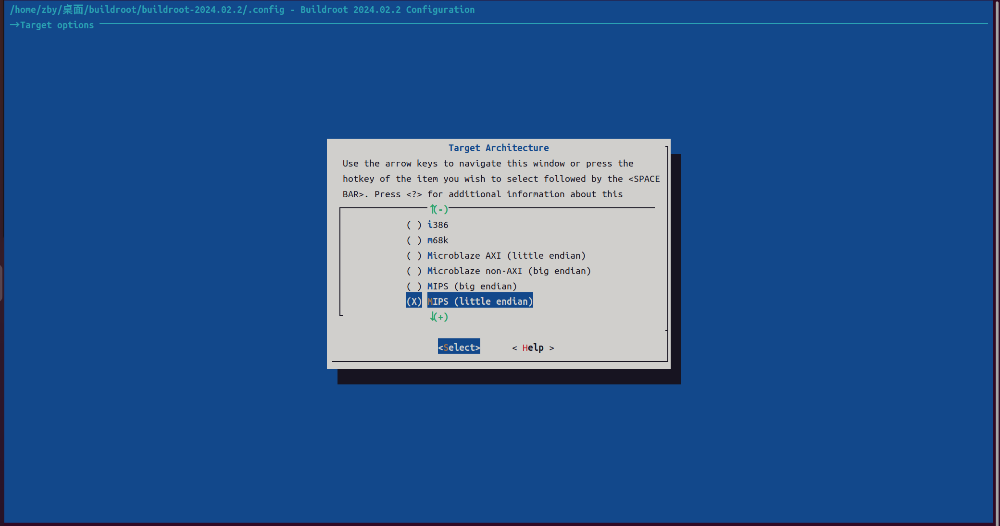 /home/zby/桌面/buildroot/buildroot-2024.02.2/.config - Buildroot 2024.02.2 Configuration
→Target options
Target Architecture
Use the arrow keys to navigate this window or press the
hotkey of the item you wish to select followed by the <SPACE
BAR>. Press <?> for additional information about this
↑(-)
( ) i386
( ) m68k
( ) Microblaze AXI (little endian)
( ) Microblaze non-AXI (big endian)
( ) MIPS (big endian)
(X) MIPS (little endian)
↓(+)
<Select> < Help >